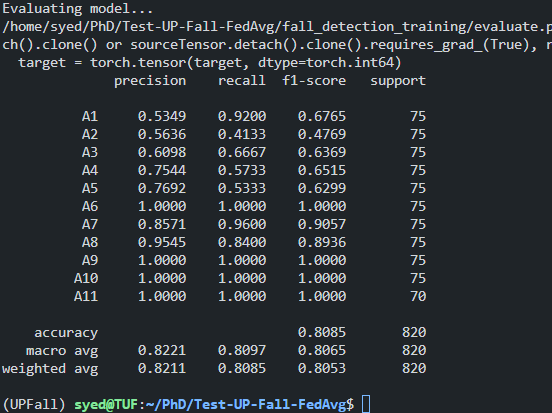 Evaluating model...
/home/syed/PhD/Test-UP-Fall-FedAvg/fall_detection_training/evaluate.p
ch().clone() or sourceTensor.detach().clone().requires_grad_(True), r
target = torch.tensor(target, dtype=torch.int64)
precision recall f1-score support
A1 0.5349 0.9200 0.6765 75
A2 0.5636 0.4133 0.4769 75
A3 0.6098 0.6667 0.6369 75
A4 0.7544 0.5733 0.6515 75
A5 0.7692 0.5333 0.6299 75
A6 1.0000 1.0000 1.0000 75
A7 0.8571 0.9600 0.9057 75
A8 0.9545 0.8400 0.8936 75
A9 1.0000 1.0000 1.0000 75
A10 1.0000 1.0000 1.0000 75
A11 1.0000 1.0000 1.0000 70
accuracy 0.8085 820
macro avg 0.8221 0.8097 0.8065 820
weighted avg 0.8211 0.8085 0.8053 820
(UPFall) syed@TUF:~/PhD/Test-UP-Fall-FedAvg$